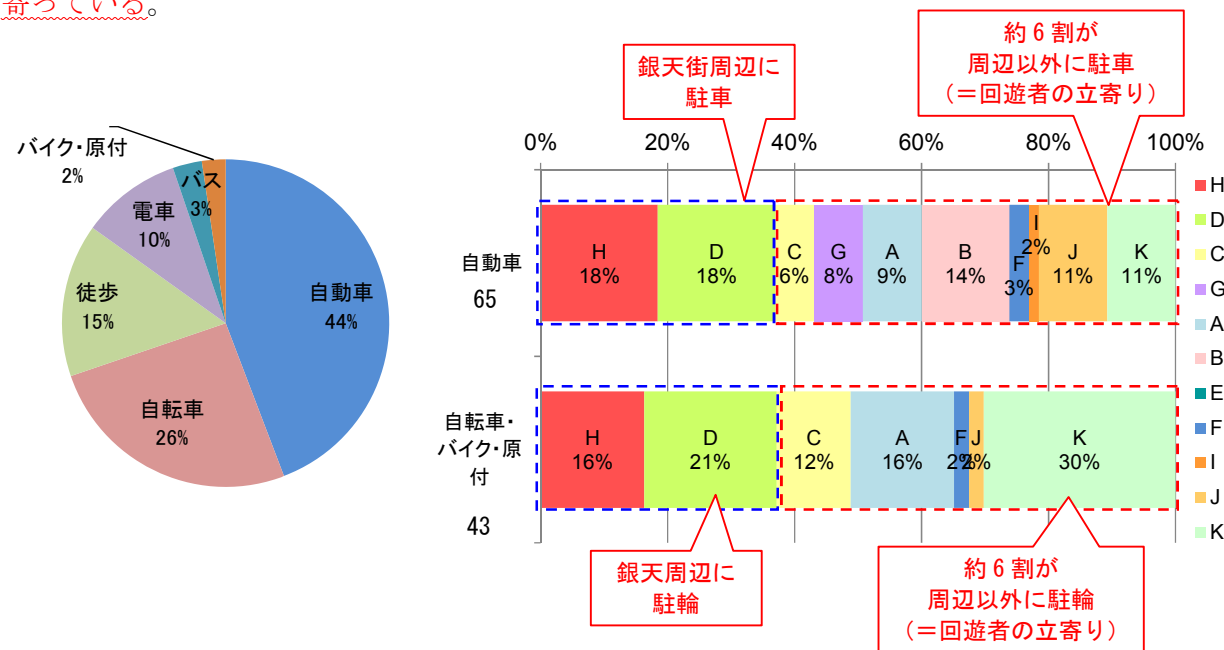 寄っている。
バイク・原付
2%
バス
3%
電車
10%
徒歩
15%
自動車
44%
自転車
26%
銀天街周辺に
駐車
約6割が
周辺以外に駐車
(=回遊者の立寄り)
0%
20%
40%
60%
80%
100%
自動車
65
H
18%
D
18%
C
6%
G
8%
A
9%
B
14%
F
3%
I
2%
J
11%
K
11%
自転車・
バイク・原
付
43
H
16%
D
21%
C
12%
A
16%
F
2%
J
2%
K
30%
銀天周辺に
駐輪
約6割が
周辺以外に駐輪
(=回遊者の立寄り)
H
D
C
G
A
B
E
F
I
J
K